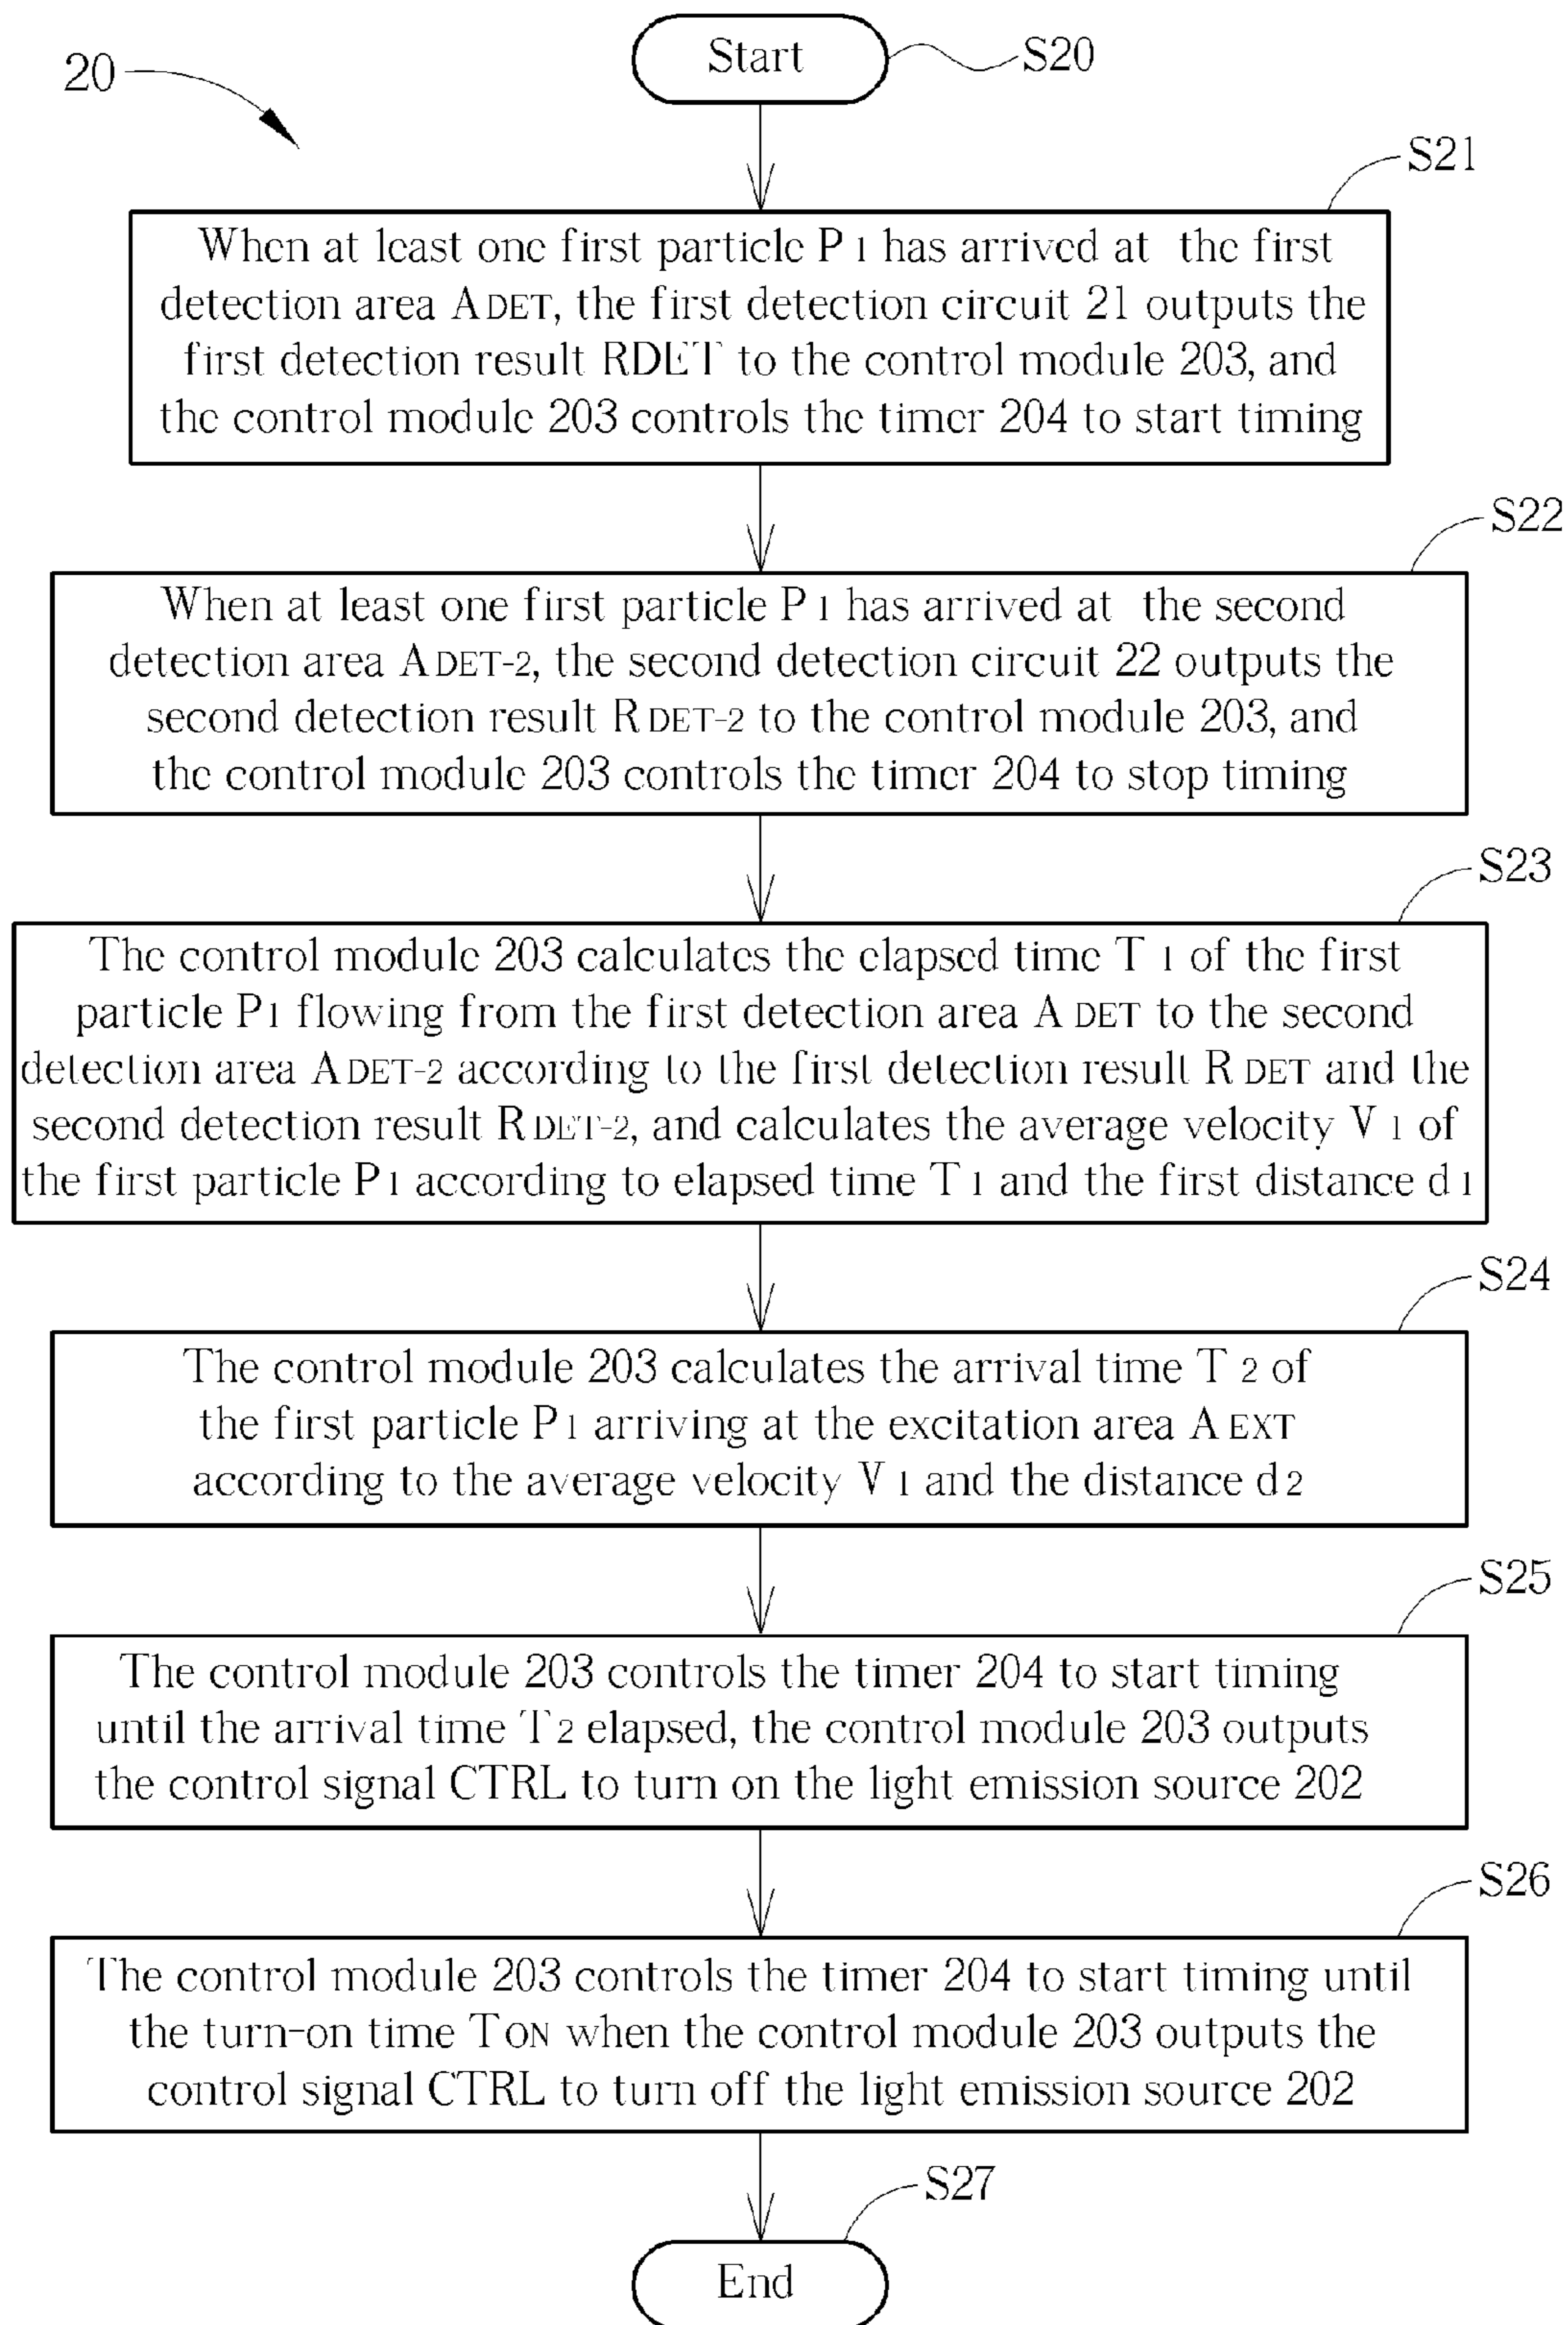 Start
S20
20
S21
When at least one first particle P1 has arrived at the first
detection area ADET, the first detection circuit 21 outputs the
first detection result RDET to the control module 203, and
the control module 203 controls the timer 204 to start timing
S22
When at least one first particle P1 has arrived at the second
detection area ADET-2, the second detection circuit 22 outputs the
second detection result RDET-2 to the control module 203, and
the control module 203 controls the timer 204 to stop timing
S23
The control module 203 calculates the elapsed time T1 of the first
particle P1 flowing from the first detection area ADET to the second
detection area ADET-2 according to the first detection result RDET and the
second detection result RDET-2, and calculates the average velocity V1 of
the first particle P1 according to elapsed time T1 and the first distance d1
S24
The control module 203 calculates the arrival time T2 of
the first particle P1 arriving at the excitation area AEXT
according to the average velocity V1 and the distance d2
S25
The control module 203 controls the timer 204 to start timing
until the arrival time T2 elapsed, the control module 203 outputs
the control signal CTRL to turn on the light emission source 202
S26
The control module 203 controls the timer 204 to start timing until
the turn-on time TON when the control module 203 outputs the
control signal CTRL to turn off the light emission source 202
S27
End